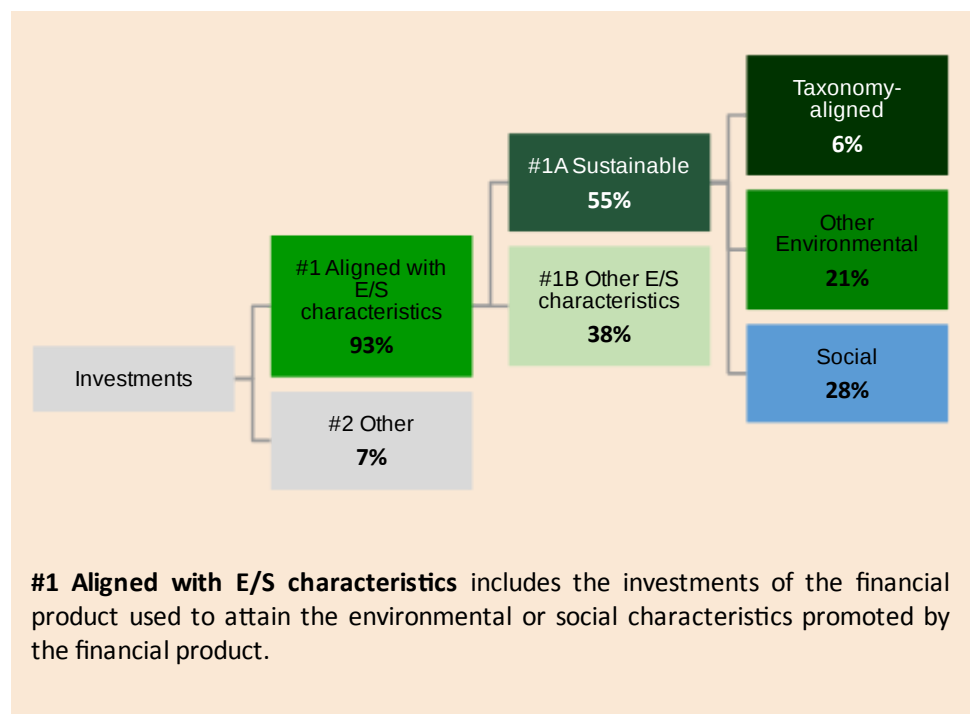 Investments
#1 Aligned with
E/S
characteristics
93%
#2 Other
7%
#1A Sustainable
55%
#1B Other E/S
characteristics
38%
Taxonomy-
aligned
6%
Other
Environmental
21%
Social
28%
#1 Aligned with E/S characteristics includes the investments of the financial
product used to attain the environmental or social characteristics promoted by
the financial product.